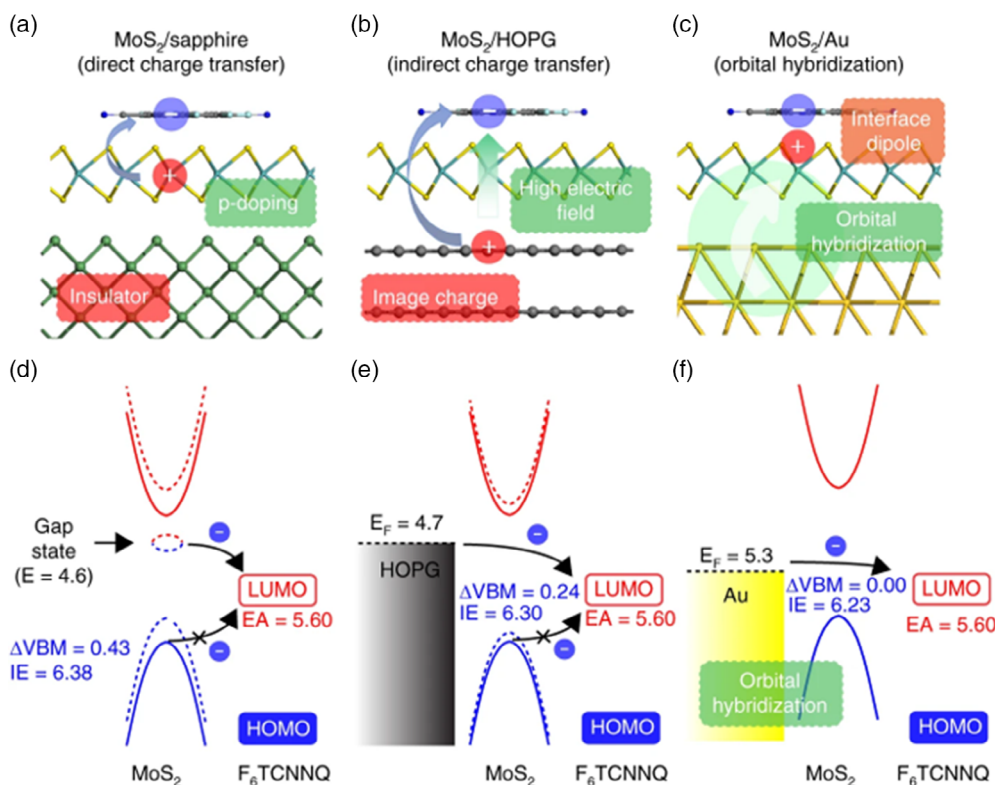 (a)
MoS₂/sapphire
(direct charge transfer)
−
+
p-doping
Insulator
(b)
MoS₂/HOPG
(indirect charge transfer)
−
High electric
field
+
Image charge
(c)
MoS₂/Au
(orbital hybridization)
−
+
Interface
dipole
Orbital
hybridization
(d)
Gap
state
(E = 4.6)
−
LUMO
EA = 5.60
ΔVBM = 0.43
IE = 6.38
−
HOMO
MoS₂
F₆TCNNQ
(e)
E_F = 4.7
−
HOPG
ΔVBM = 0.24
IE = 6.30
LUMO
EA = 5.60
−
HOMO
MoS₂
F₆TCNNQ
(f)
−
E_F = 5.3
Au
ΔVBM = 0.00
IE = 6.23
LUMO
EA = 5.60
Orbital
hybridization
HOMO
MoS₂
F₆TCNNQ